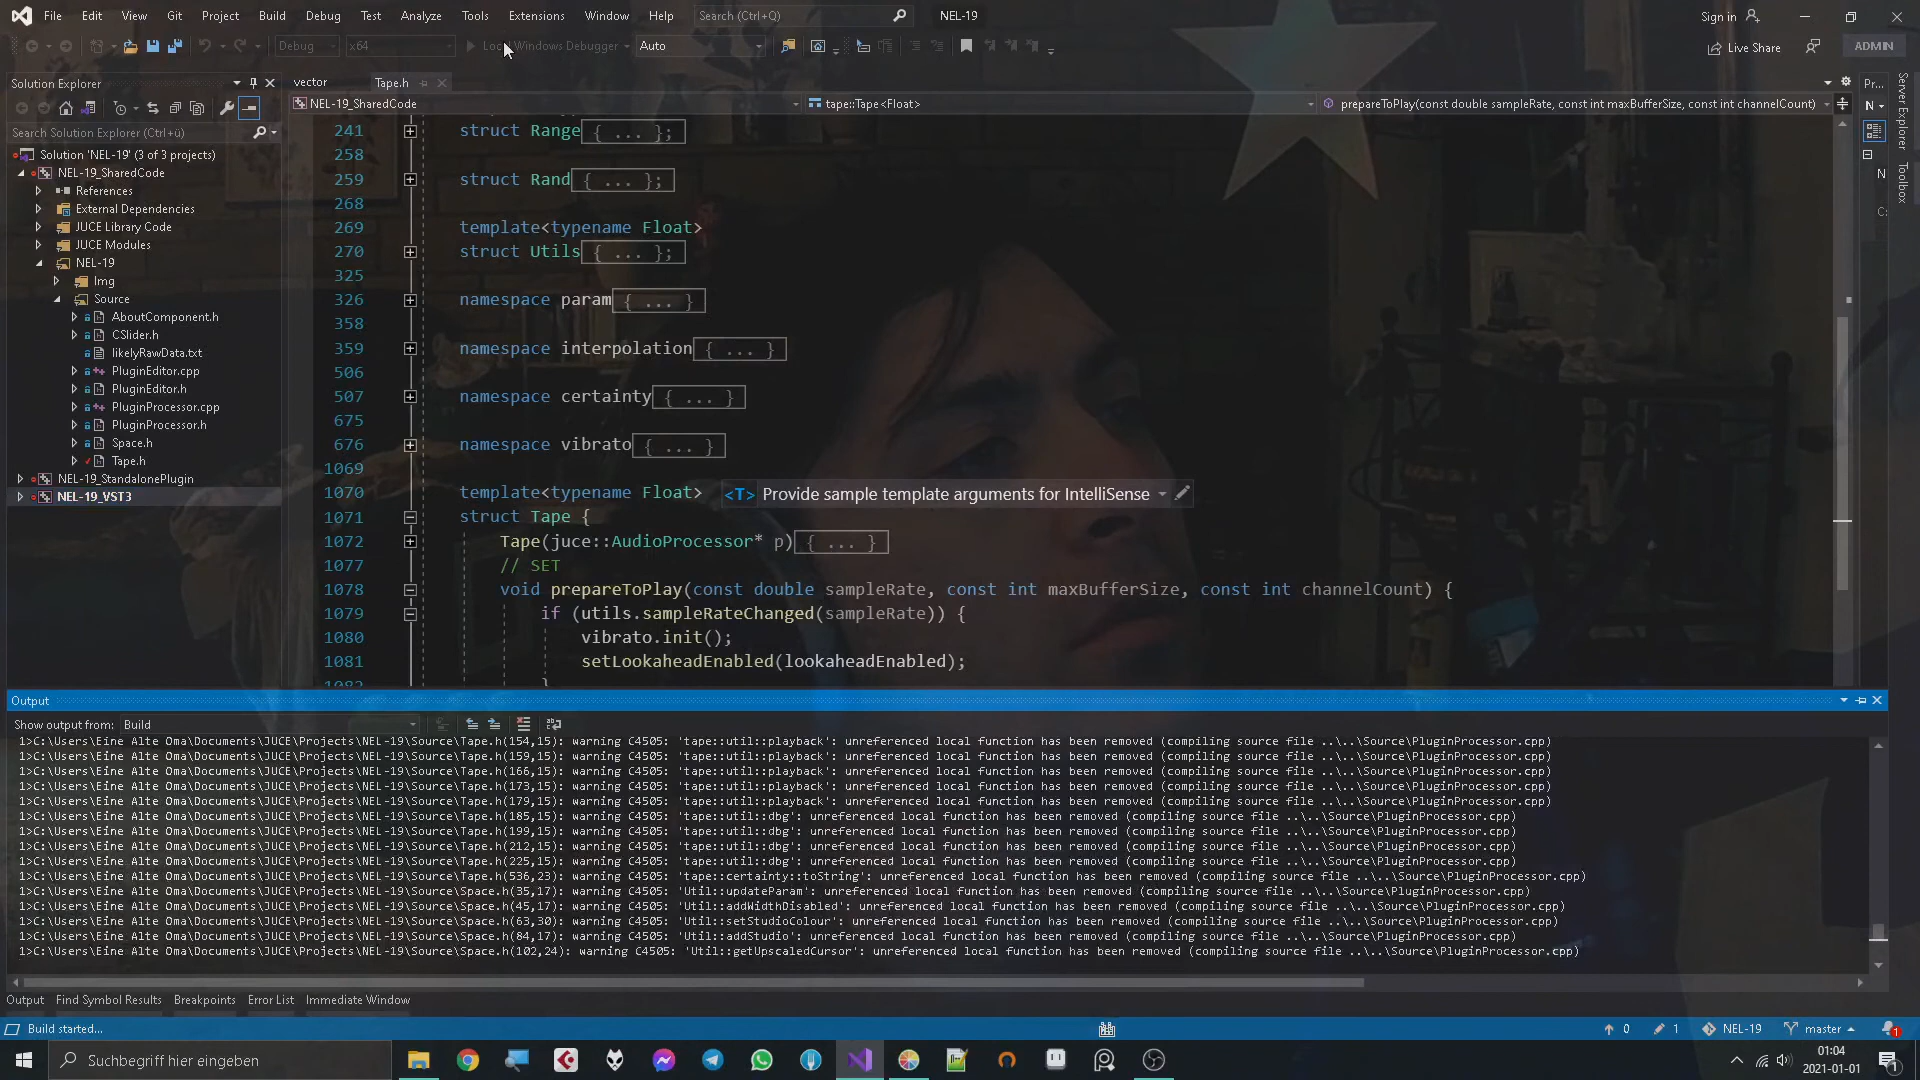 File Edit View Git Project Build Debug Test Analyze Tools Extensions Window Help Search (Ctrl+Q) NEL-19 Sign in
Debug x64 Local Windows Debugger Auto Live Share ADMIN
Solution Explorer vector Tape.h Pr...
NEL-19_SharedCode tape::Tape<Float> prepareToPlay(const double sampleRate, const int maxBufferSize, const int channelCount) N
Search Solution Explorer (Ctrl+ü)
Solution 'NEL-19' (3 of 3 projects)
NEL-19_SharedCode
References
External Dependencies
JUCE Library Code
JUCE Modules
NEL-19
Img
Source
AboutComponent.h
CSlider.h
likelyRawData.txt
PluginEditor.cpp
PluginEditor.h
PluginProcessor.cpp
PluginProcessor.h
Space.h
Tape.h
NEL-19_StandalonePlugin
NEL-19_VST3
241 struct Range{ ... };
258
259 struct Rand{ ... };
268
269 template<typename Float>
270 struct Utils{ ... };
325
326 namespace param{ ... }
358
359 namespace interpolation{ ... }
506
507 namespace certainty{ ... }
675
676 namespace vibrato{ ... }
1069
1070 template<typename Float> <T> Provide sample template arguments for IntelliSense
1071 struct Tape {
1072 Tape(juce::AudioProcessor* p){ ... }
1077 // SET
1078 void prepareToPlay(const double sampleRate, const int maxBufferSize, const int channelCount) {
1079 if (utils.sampleRateChanged(sampleRate)) {
1080 vibrato.init();
1081 setLookaheadEnabled(lookaheadEnabled);
1082 }
Server Explorer
Toolbox
N
C:
Output
Show output from: Build
1>C:\Users\Eine Alte Oma\Documents\JUCE\Projects\NEL-19\Source\Tape.h(154,15): warning C4505: 'tape::util::playback': unreferenced local function has been removed (compiling source file ..\..\Source\PluginProcessor.cpp)
1>C:\Users\Eine Alte Oma\Documents\JUCE\Projects\NEL-19\Source\Tape.h(159,15): warning C4505: 'tape::util::playback': unreferenced local function has been removed (compiling source file ..\..\Source\PluginProcessor.cpp)
1>C:\Users\Eine Alte Oma\Documents\JUCE\Projects\NEL-19\Source\Tape.h(166,15): warning C4505: 'tape::util::playback': unreferenced local function has been removed (compiling source file ..\..\Source\PluginProcessor.cpp)
1>C:\Users\Eine Alte Oma\Documents\JUCE\Projects\NEL-19\Source\Tape.h(173,15): warning C4505: 'tape::util::playback': unreferenced local function has been removed (compiling source file ..\..\Source\PluginProcessor.cpp)
1>C:\Users\Eine Alte Oma\Documents\JUCE\Projects\NEL-19\Source\Tape.h(179,15): warning C4505: 'tape::util::playback': unreferenced local function has been removed (compiling source file ..\..\Source\PluginProcessor.cpp)
1>C:\Users\Eine Alte Oma\Documents\JUCE\Projects\NEL-19\Source\Tape.h(185,15): warning C4505: 'tape::util::dbg': unreferenced local function has been removed (compiling source file ..\..\Source\PluginProcessor.cpp)
1>C:\Users\Eine Alte Oma\Documents\JUCE\Projects\NEL-19\Source\Tape.h(199,15): warning C4505: 'tape::util::dbg': unreferenced local function has been removed (compiling source file ..\..\Source\PluginProcessor.cpp)
1>C:\Users\Eine Alte Oma\Documents\JUCE\Projects\NEL-19\Source\Tape.h(212,15): warning C4505: 'tape::util::dbg': unreferenced local function has been removed (compiling source file ..\..\Source\PluginProcessor.cpp)
1>C:\Users\Eine Alte Oma\Documents\JUCE\Projects\NEL-19\Source\Tape.h(225,15): warning C4505: 'tape::util::dbg': unreferenced local function has been removed (compiling source file ..\..\Source\PluginProcessor.cpp)
1>C:\Users\Eine Alte Oma\Documents\JUCE\Projects\NEL-19\Source\Tape.h(536,23): warning C4505: 'tape::certainty::toString': unreferenced local function has been removed (compiling source file ..\..\Source\PluginProcessor.cpp)
1>C:\Users\Eine Alte Oma\Documents\JUCE\Projects\NEL-19\Source\Space.h(35,17): warning C4505: 'Util::updateParam': unreferenced local function has been removed (compiling source file ..\..\Source\PluginProcessor.cpp)
1>C:\Users\Eine Alte Oma\Documents\JUCE\Projects\NEL-19\Source\Space.h(45,17): warning C4505: 'Util::addWidthDisabled': unreferenced local function has been removed (compiling source file ..\..\Source\PluginProcessor.cpp)
1>C:\Users\Eine Alte Oma\Documents\JUCE\Projects\NEL-19\Source\Space.h(63,30): warning C4505: 'Util::setStudioColour': unreferenced local function has been removed (compiling source file ..\..\Source\PluginProcessor.cpp)
1>C:\Users\Eine Alte Oma\Documents\JUCE\Projects\NEL-19\Source\Space.h(84,17): warning C4505: 'Util::addStudio': unreferenced local function has been removed (compiling source file ..\..\Source\PluginProcessor.cpp)
1>C:\Users\Eine Alte Oma\Documents\JUCE\Projects\NEL-19\Source\Space.h(102,24): warning C4505: 'Util::getUpscaledCursor': unreferenced local function has been removed (compiling source file ..\..\Source\PluginProcessor.cpp)
Output Find Symbol Results Breakpoints Error List Immediate Window
Build started... 0 1 NEL-19 master 1
Suchbegriff hier eingeben 01:04
2021-01-01 1